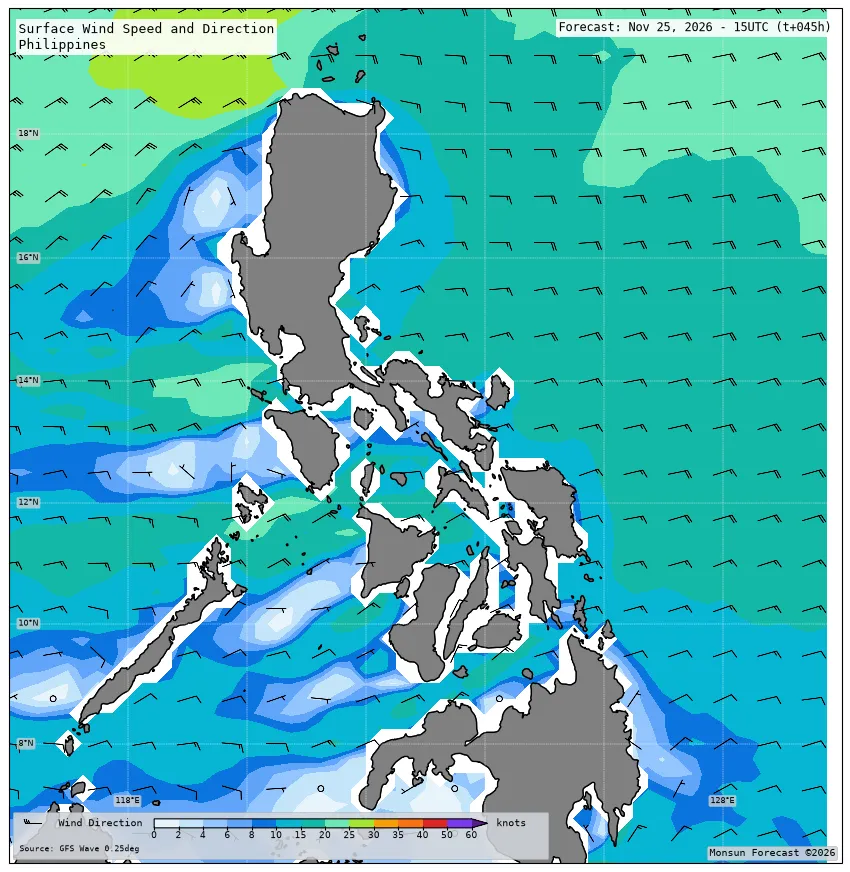 Surface Wind Speed and Direction
Philippines
Forecast: Nov 25, 2026 - 15UTC (t+045h)
18°N
16°N
14°N
12°N
10°N
8°N
118°E
128°E
Wind Direction
0 2 4 6 8 10 15 20 25 30 35 40 50 60
knots
Source: GFS Wave 0.25deg
Monsun Forecast ©2026